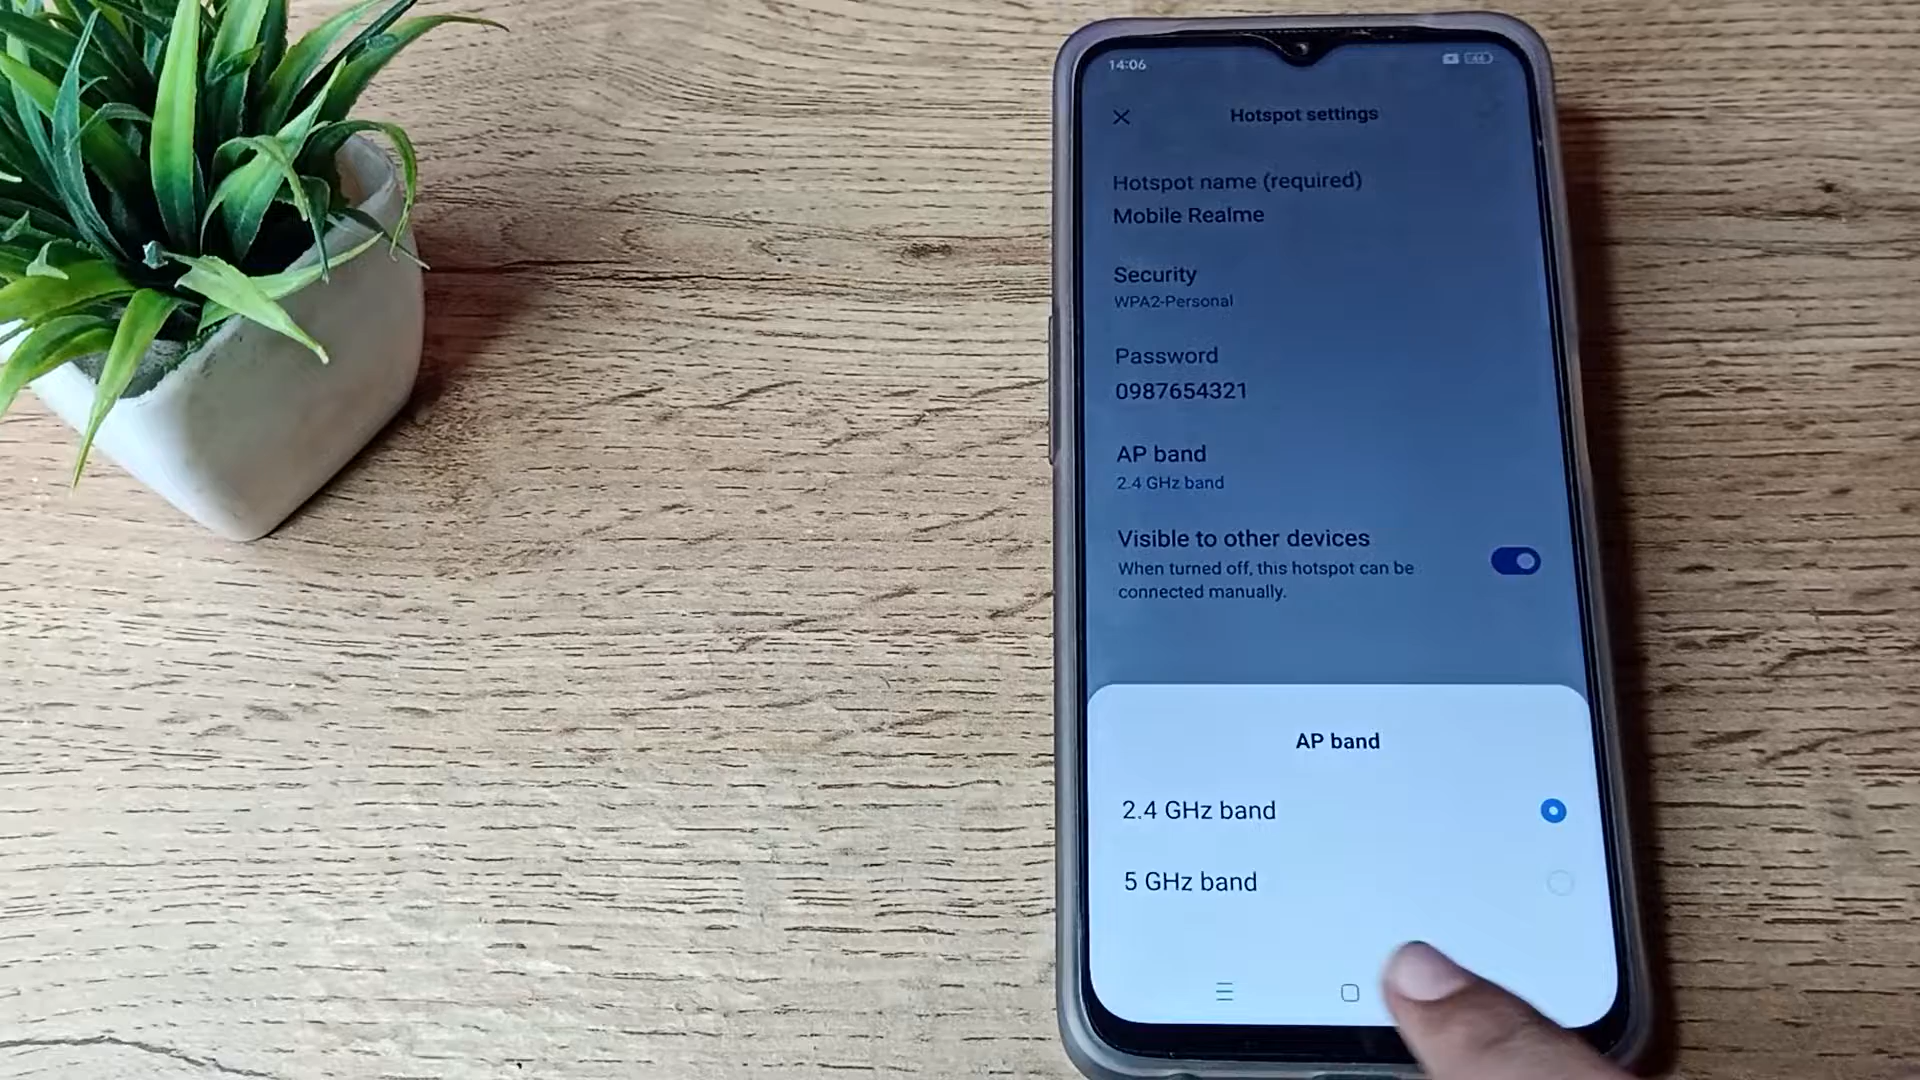 14:06
Hotspot settings
Hotspot name (required)
Mobile Realme
Security
WPA2-Personal
Password
0987654321
AP band
2.4 GHz band
Visible to other devices
When turned off, this hotspot can be
connected manually.
AP band
2.4 GHz band
5 GHz band